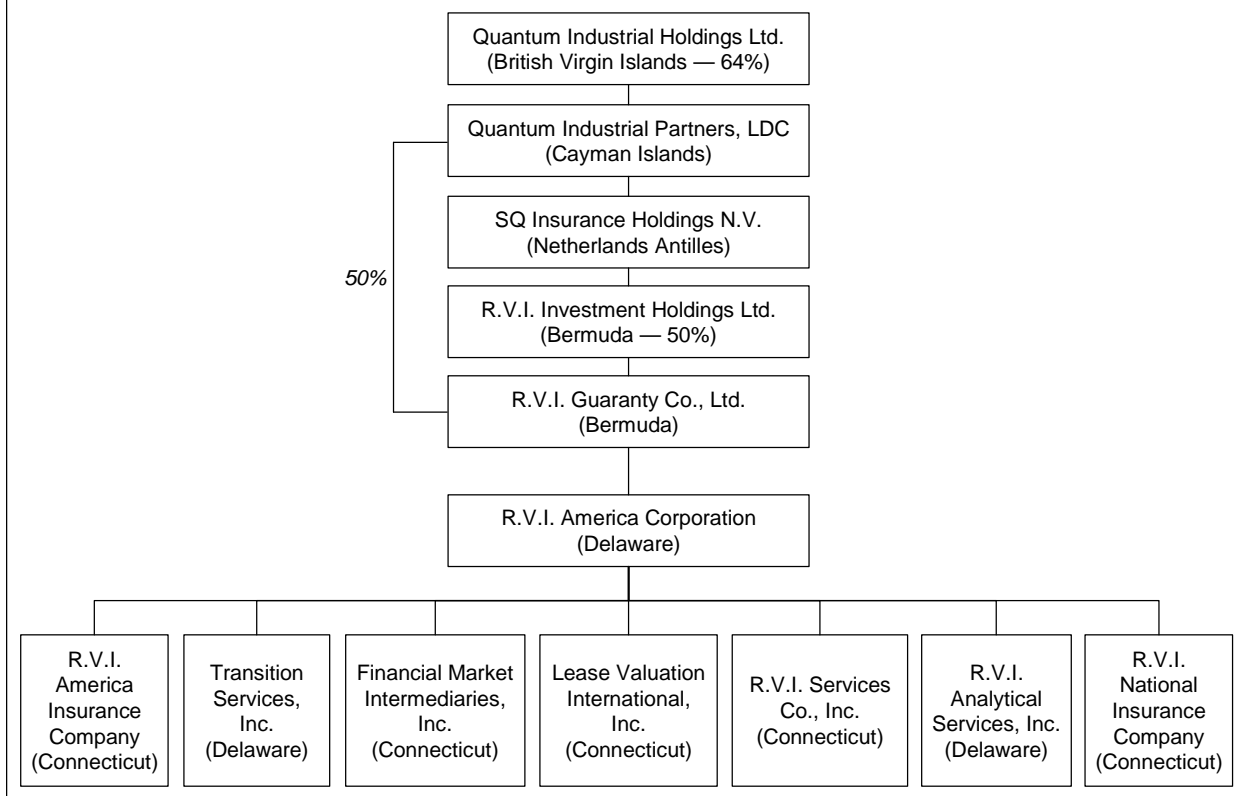 Quantum Industrial Holdings Ltd.
(British Virgin Islands — 64%)
Quantum Industrial Partners, LDC
(Cayman Islands)
SQ Insurance Holdings N.V.
(Netherlands Antilles)
50%
R.V.I. Investment Holdings Ltd.
(Bermuda — 50%)
R.V.I. Guaranty Co., Ltd.
(Bermuda)
R.V.I. America Corporation
(Delaware)
R.V.I.
America
Insurance
Company
(Connecticut)
Transition
Services,
Inc.
(Delaware)
Financial Market
Intermediaries,
Inc.
(Connecticut)
Lease Valuation
International,
Inc.
(Connecticut)
R.V.I. Services
Co., Inc.
(Connecticut)
R.V.I.
Analytical
Services, Inc.
(Delaware)
R.V.I.
National
Insurance
Company
(Connecticut)